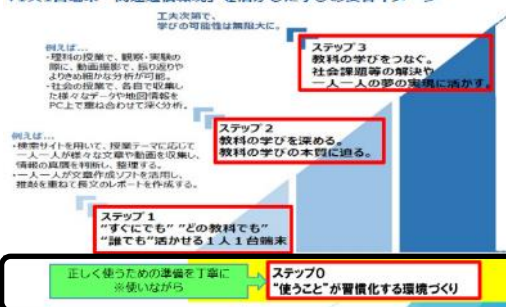 工夫次第で、
学びの可能性は無限大に。
例えば…
・理科の授業で、観察・実験の
際に、動画撮影で、振り返りや
よりきめ細かな分析が可能。
・社会の授業で、各自で収集し
た様々なデータや地図情報を
PC上で重ね合わせて深く分析。
ステップ3
教科の学びをつなぐ。
社会課題等の解決や
一人一人の夢の実現に活かす。
例えば…
・検索サイトを用いて、授業テーマに応じて
一人一人が様々な文章や動画を収集し、
情報の真偽を判断し、整理する。
・一人一人が文章作成ソフトを活用し、
推敲を重ねて長文のレポートを作成する。
ステップ2
教科の学びを深める。
教科の学びの本質に迫る。
ステップ1
“すぐにでも” “どの教科でも”
“誰でも”活かせる1人1台端末
正しく使うための準備を丁寧に
※使いながら
ステップ0
“使うこと”が習慣化する環境づくり